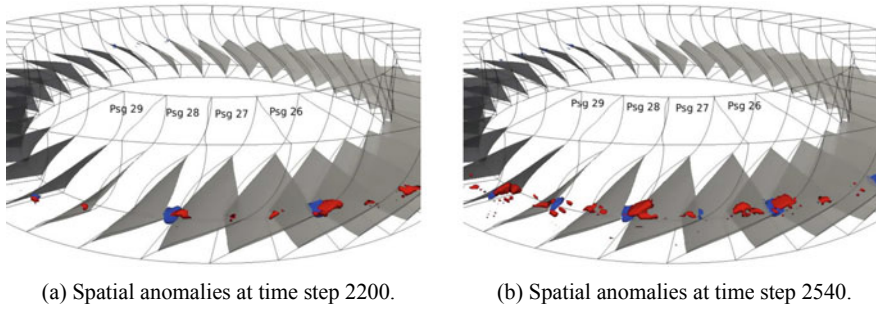 Psg 29 Psg 28 Psg 27 Psg 26
Psg 29 Psg 28 Psg 27 Psg 26
(a) Spatial anomalies at time step 2200.
(b) Spatial anomalies at time step 2540.